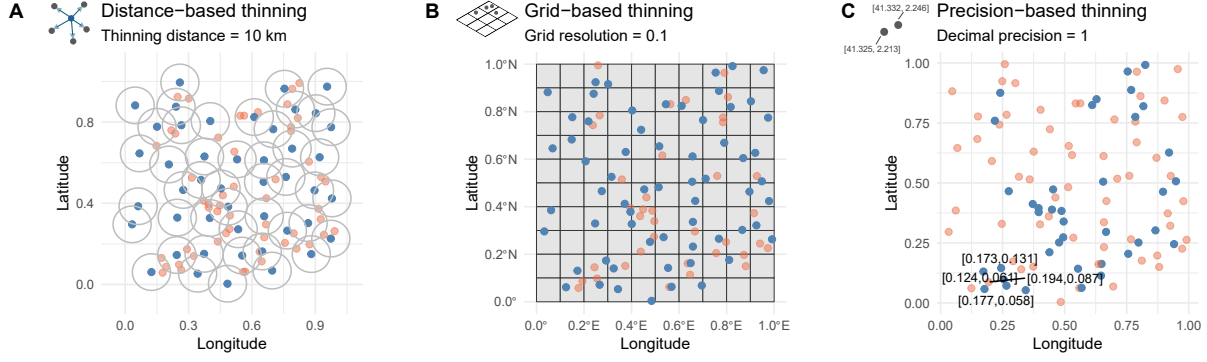 A
Distance−based thinning
Thinning distance = 10 km
0.8
0.4
0.0
0.0 0.3 0.6 0.9
Latitude
Longitude
B
Grid−based thinning
Grid resolution = 0.1
1.0°N
0.8°N
0.6°N
0.4°N
0.2°N
0.0°
0.0° 0.2°E 0.4°E 0.6°E 0.8°E 1.0°E
Latitude
Longitude
C
[41.332, 2.246]
[41.325, 2.213]
Precision−based thinning
Decimal precision = 1
1.00
0.75
0.50
0.25
0.00
[0.173,0.131]
[0.124,0.061]
[0.194,0.087]
[0.177,0.058]
0.00 0.25 0.50 0.75 1.00
Latitude
Longitude